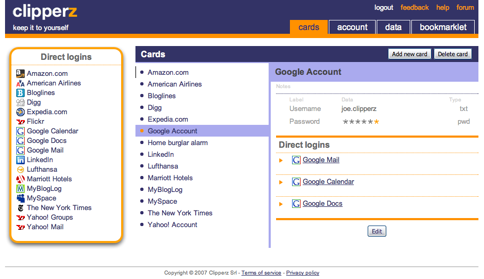 clipperz
keep it to yourself
logout feedback help forum
cards account data bookmarklet
Direct logins
Amazon.com
American Airlines
Bloglines
Digg
Expedia.com
Flickr
Google Calendar
Google Docs
Google Mail
LinkedIn
Lufthansa
Marriott Hotels
MyBlogLog
MySpace
The New York Times
Yahoo! Groups
Yahoo! Mail
Cards
Add new card Delete card
Amazon.com
American Airlines
Bloglines
Digg
Expedia.com
Google Account
Home burglar alarm
LinkedIn
Lufthansa
Marriott Hotels
MyBlogLog
MySpace
The New York Times
Yahoo! Account
Google Account
Notes
Label Data Type
Username joe.clipperz txt
Password ★★★★★ pwd
Direct logins
Google Mail
Google Calendar
Google Docs
Edit
Copyright © 2007 Clipperz Srl - Terms of service - Privacy policy